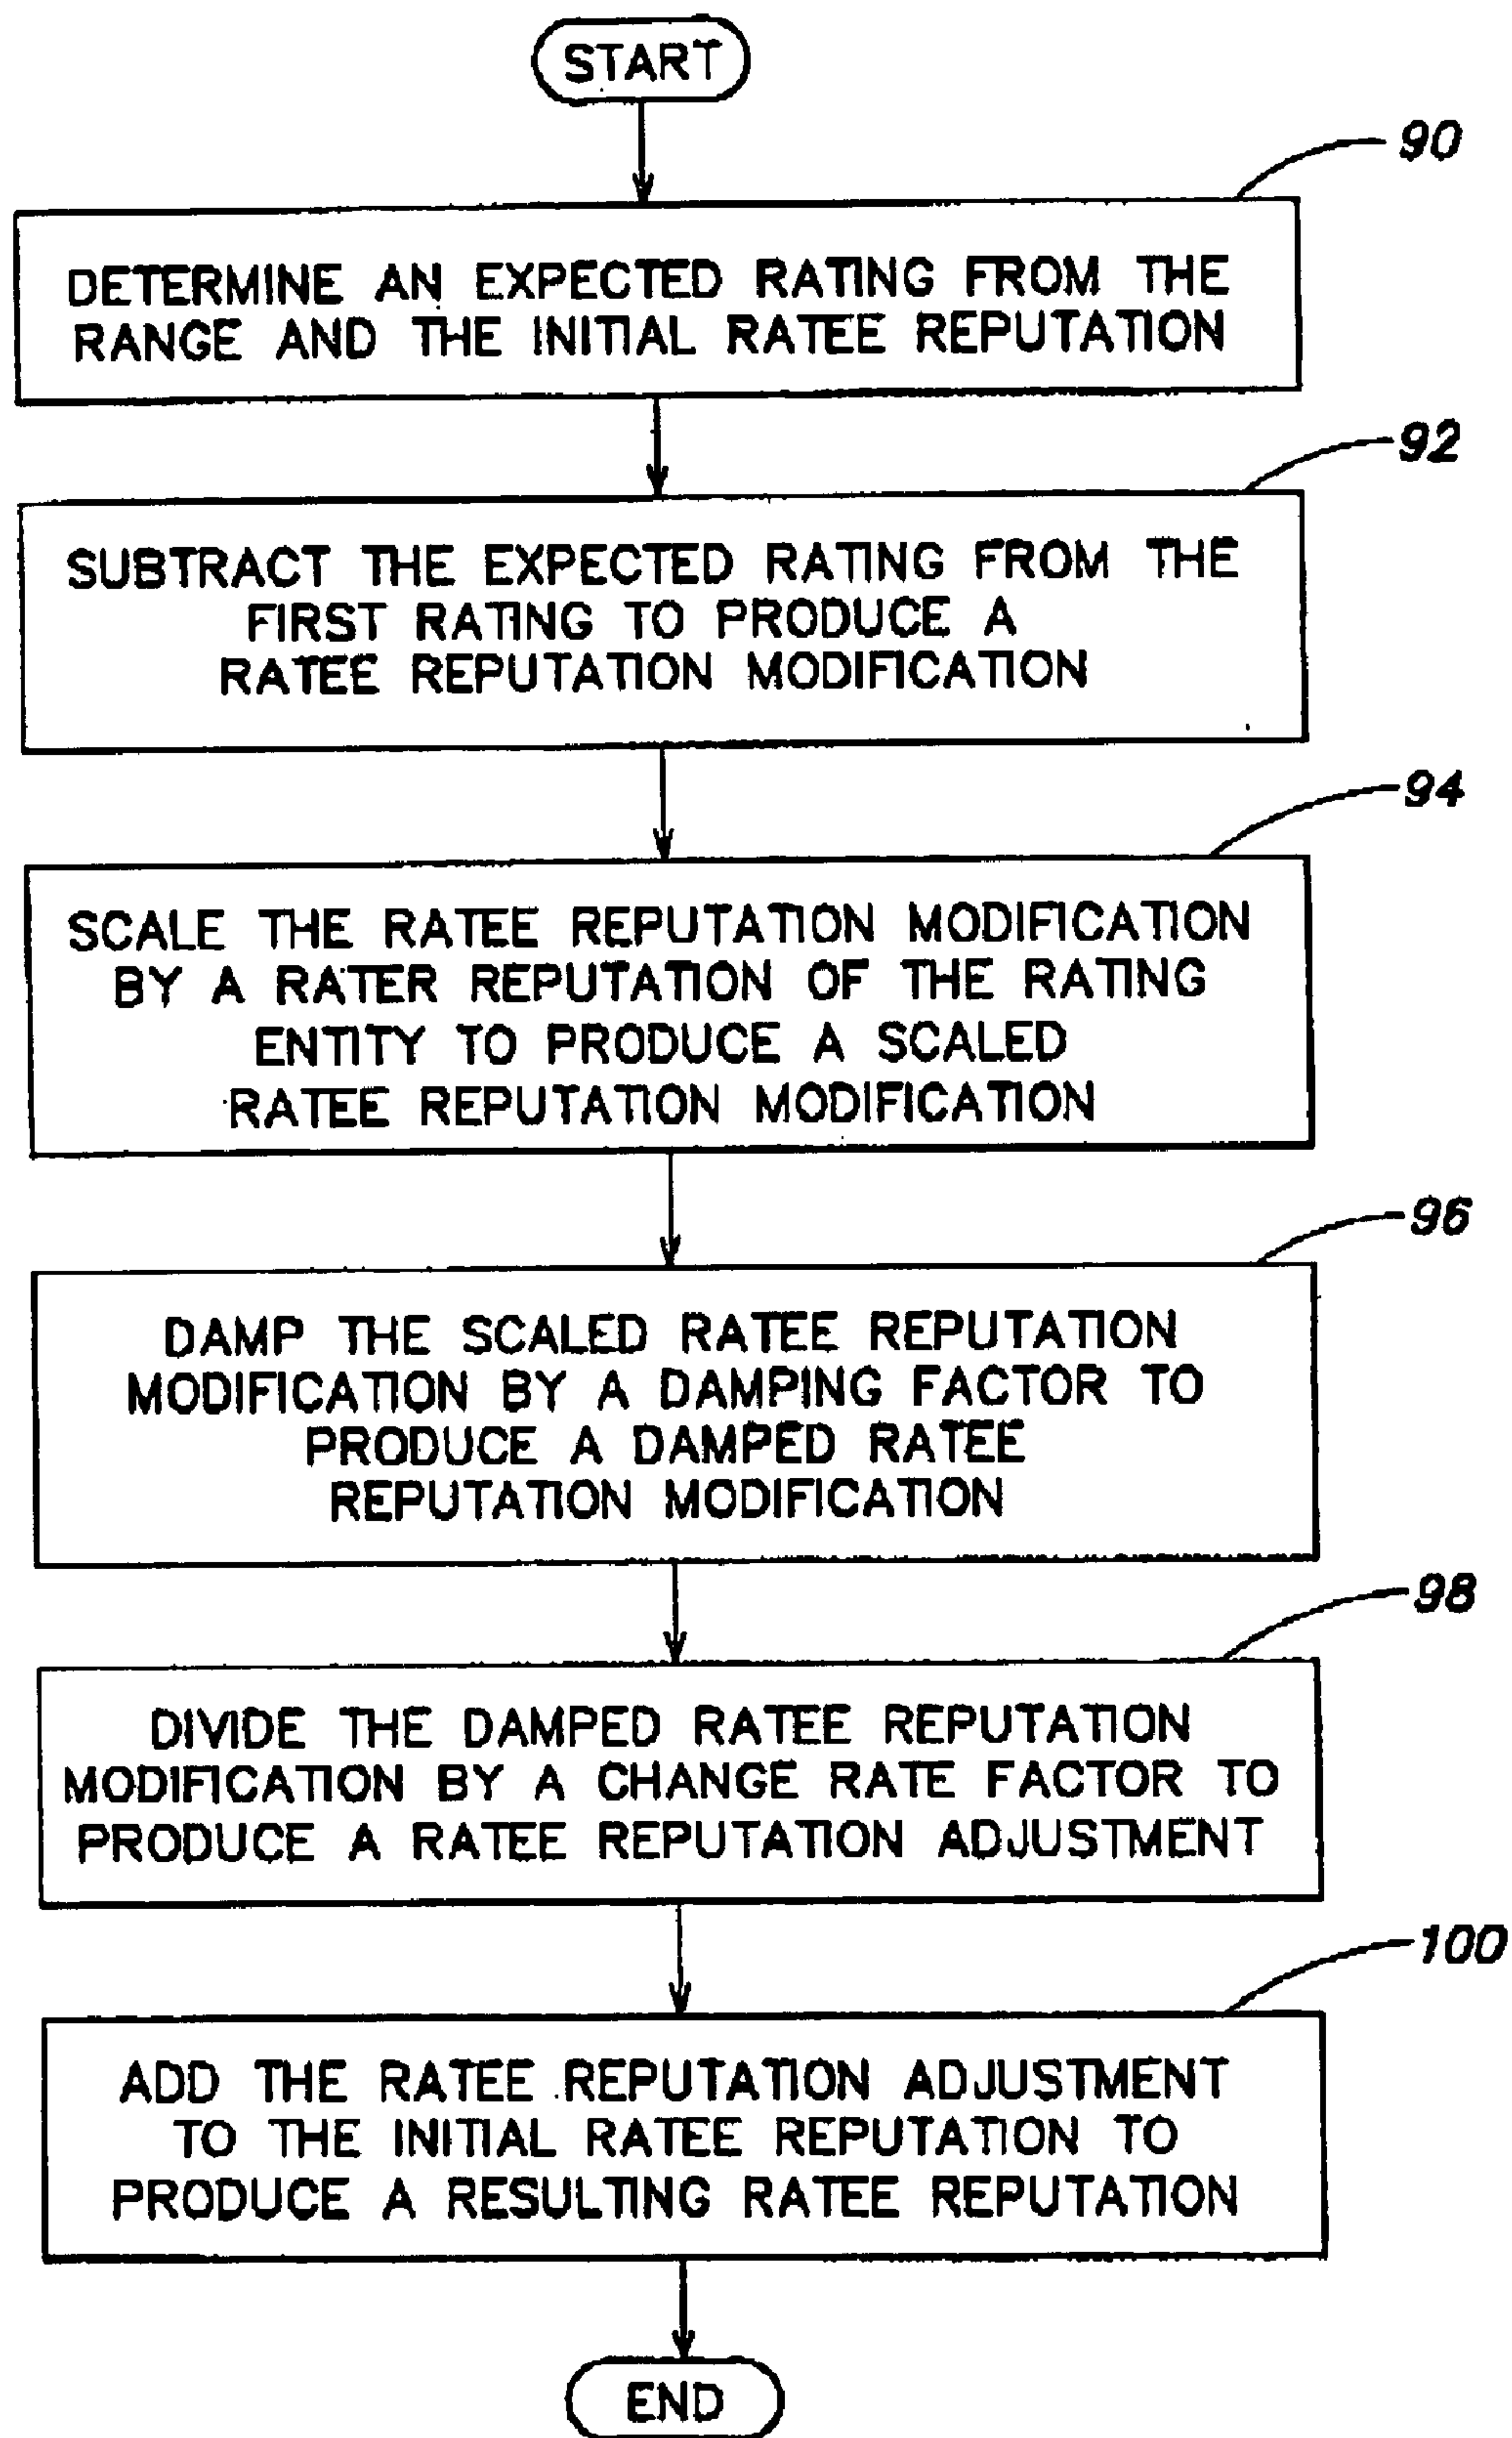 START
90
DETERMINE AN EXPECTED RATING FROM THE
RANGE AND THE INITIAL RATEE REPUTATION
92
SUBTRACT THE EXPECTED RATING FROM THE
FIRST RATING TO PRODUCE A
RATEE REPUTATION MODIFICATION
94
SCALE THE RATEE REPUTATION MODIFICATION
BY A RATER REPUTATION OF THE RATING
ENTITY TO PRODUCE A SCALED
RATEE REPUTATION MODIFICATION
96
DAMP THE SCALED RATEE REPUTATION
MODIFICATION BY A DAMPING FACTOR TO
PRODUCE A DAMPED RATEE
REPUTATION MODIFICATION
98
DIVIDE THE DAMPED RATEE REPUTATION
MODIFICATION BY A CHANGE RATE FACTOR TO
PRODUCE A RATEE REPUTATION ADJUSTMENT
100
ADD THE RATEE REPUTATION ADJUSTMENT
TO THE INITIAL RATEE REPUTATION TO
PRODUCE A RESULTING RATEE REPUTATION
END